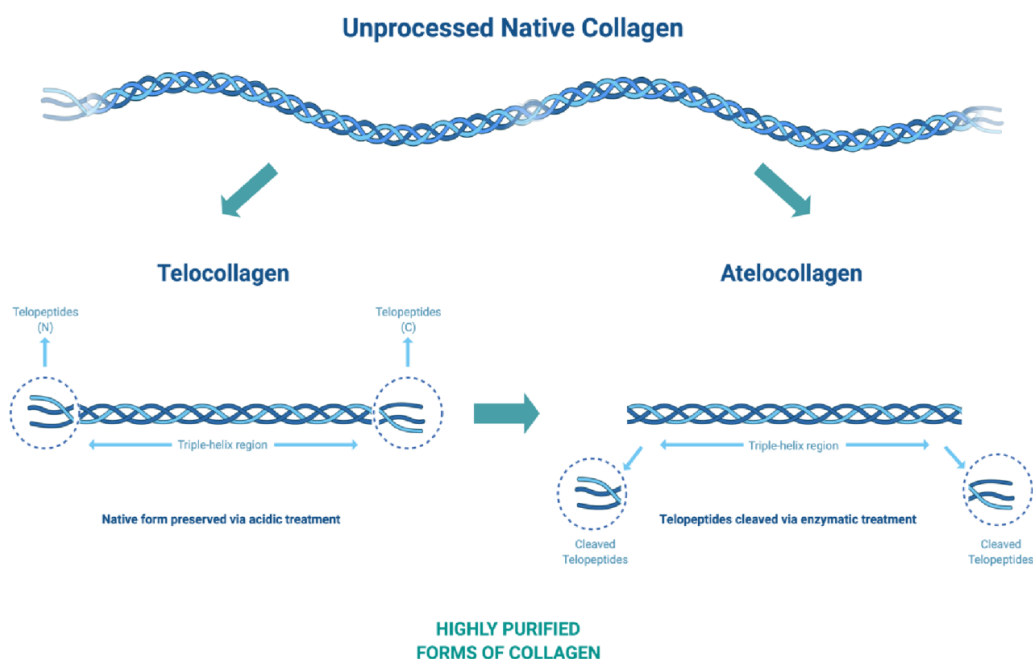 Unprocessed Native Collagen
Telocollagen
Telopeptides
(N)
Telopeptides
(C)
Triple-helix region
Native form preserved via acidic treatment
Atelocollagen
Triple-helix region
Telopeptides cleaved via enzymatic treatment
Cleaved
Telopeptides
Cleaved
Telopeptides
HIGHLY PURIFIED
FORMS OF COLLAGEN